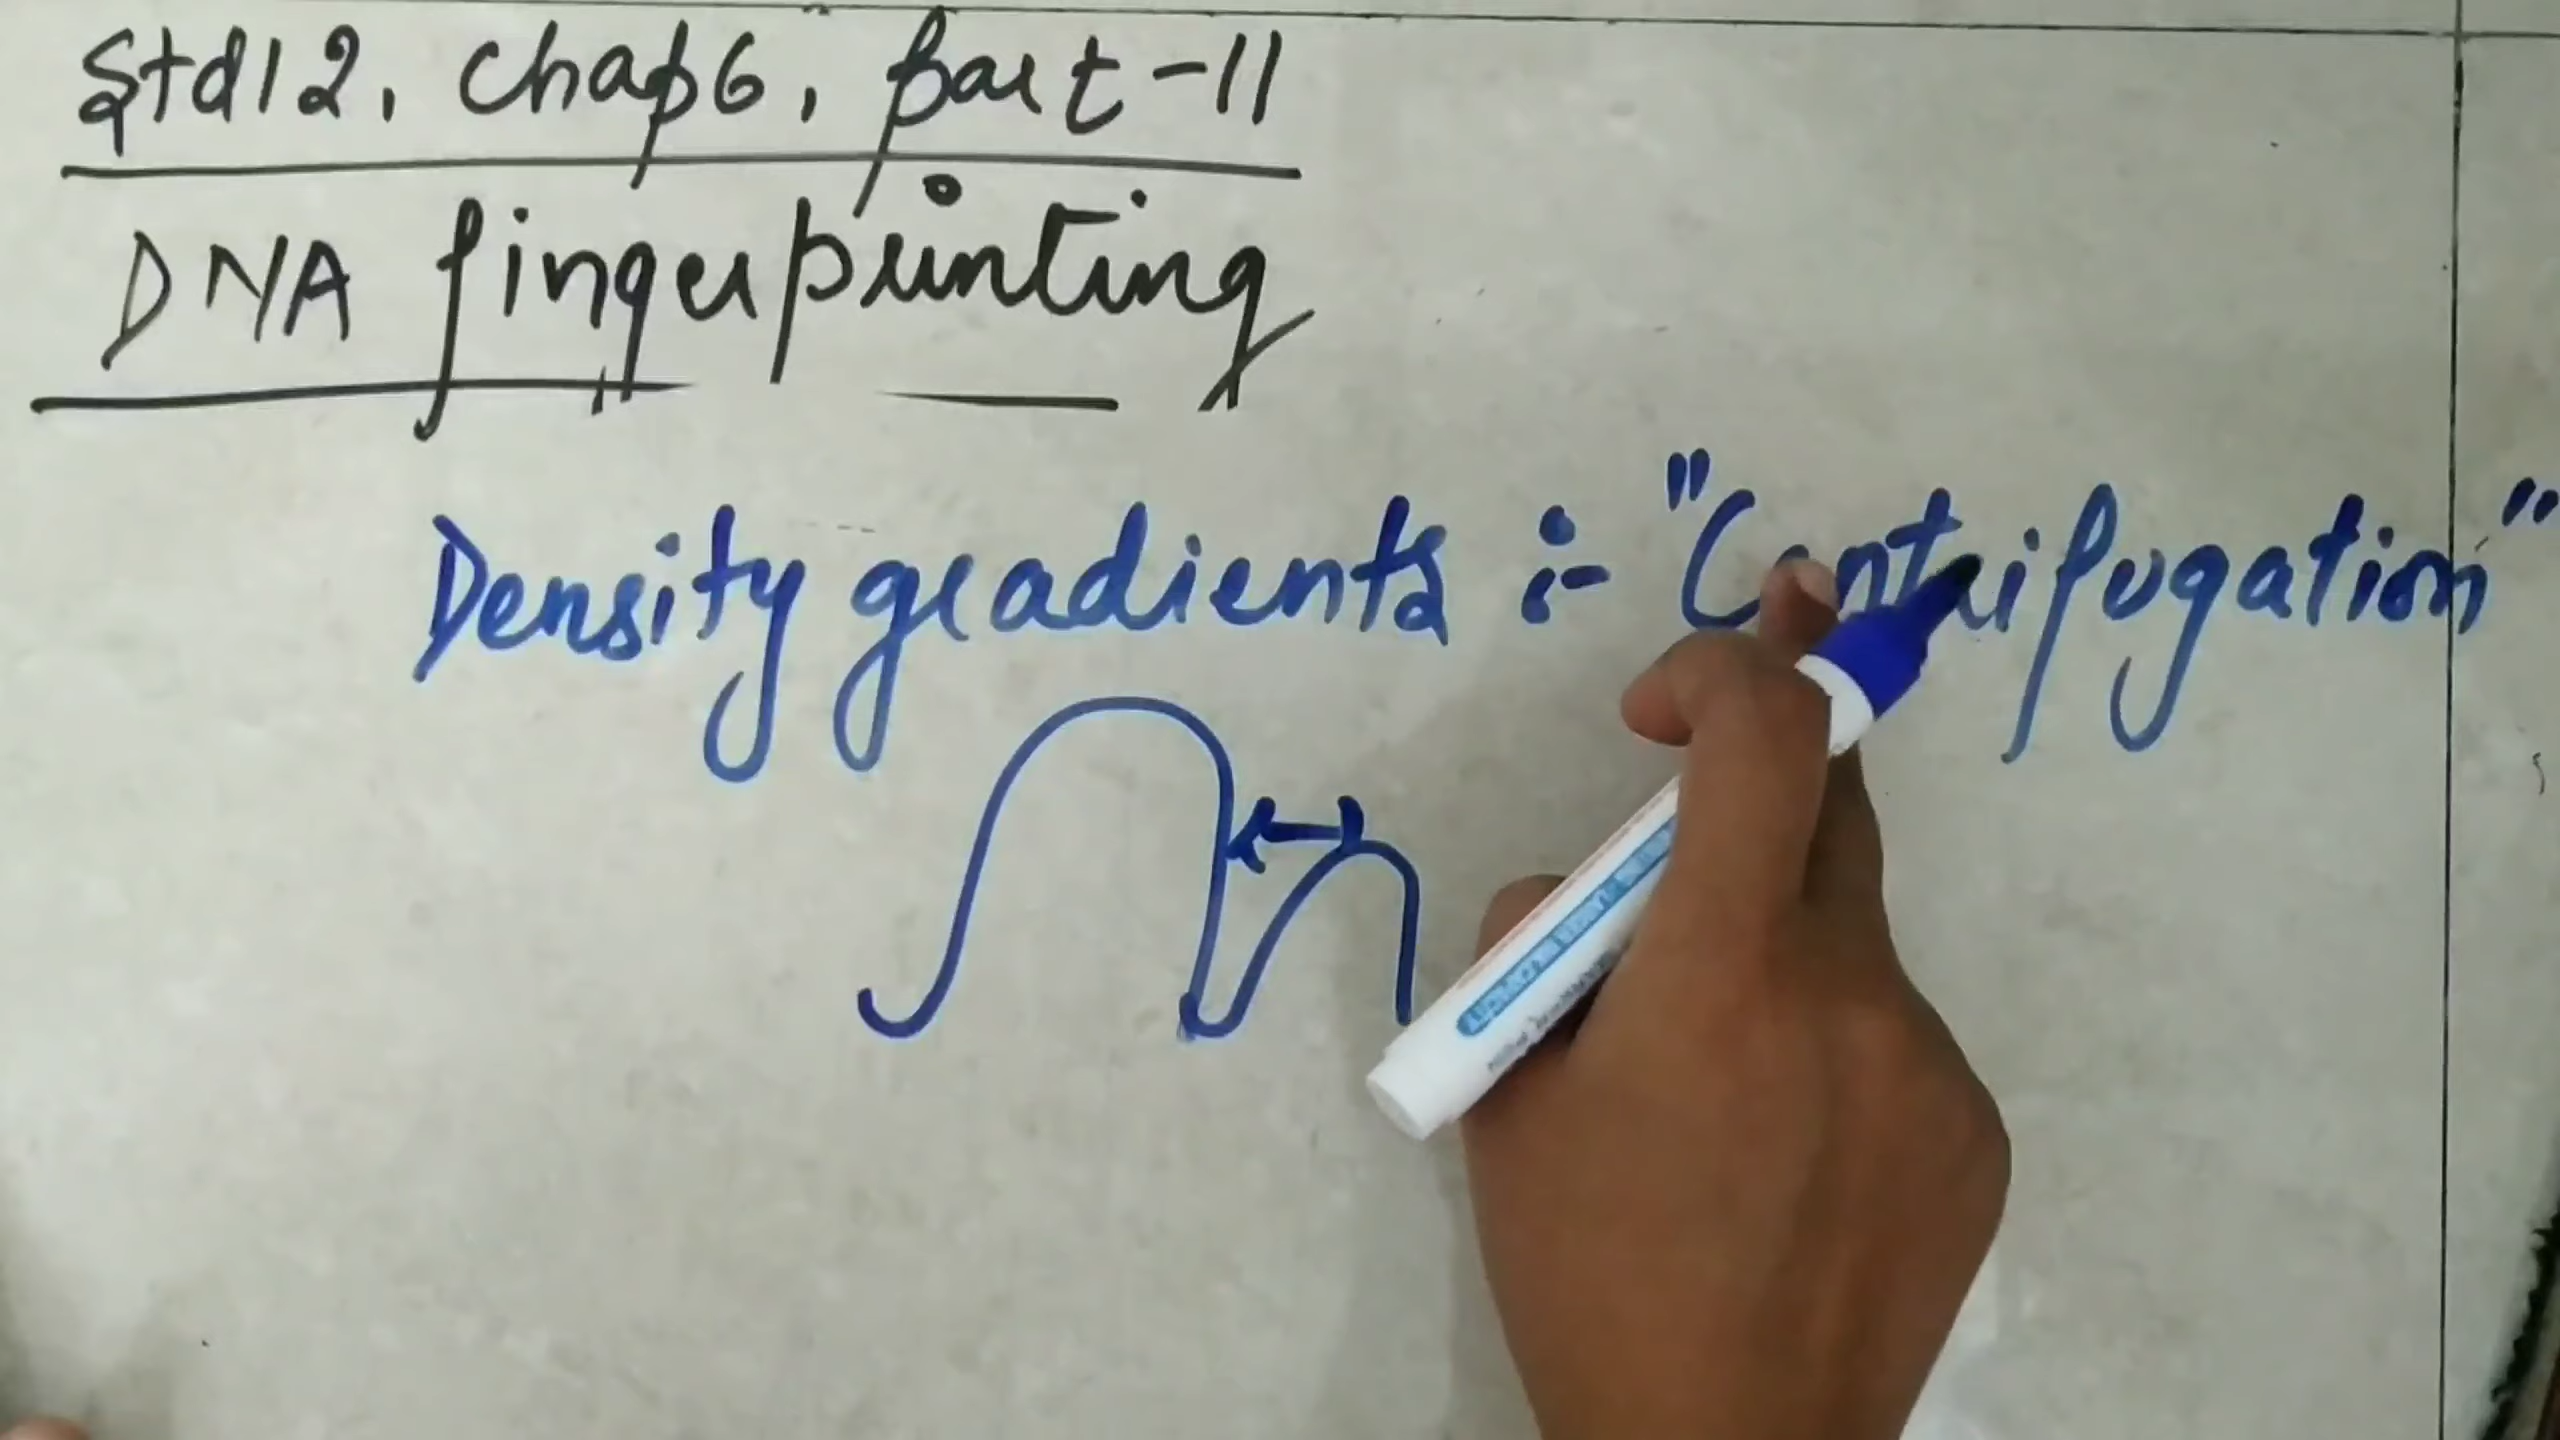 Std12, Chap6, part-11
DNA fingerprinting
Density gradients :- "Centrifugation"